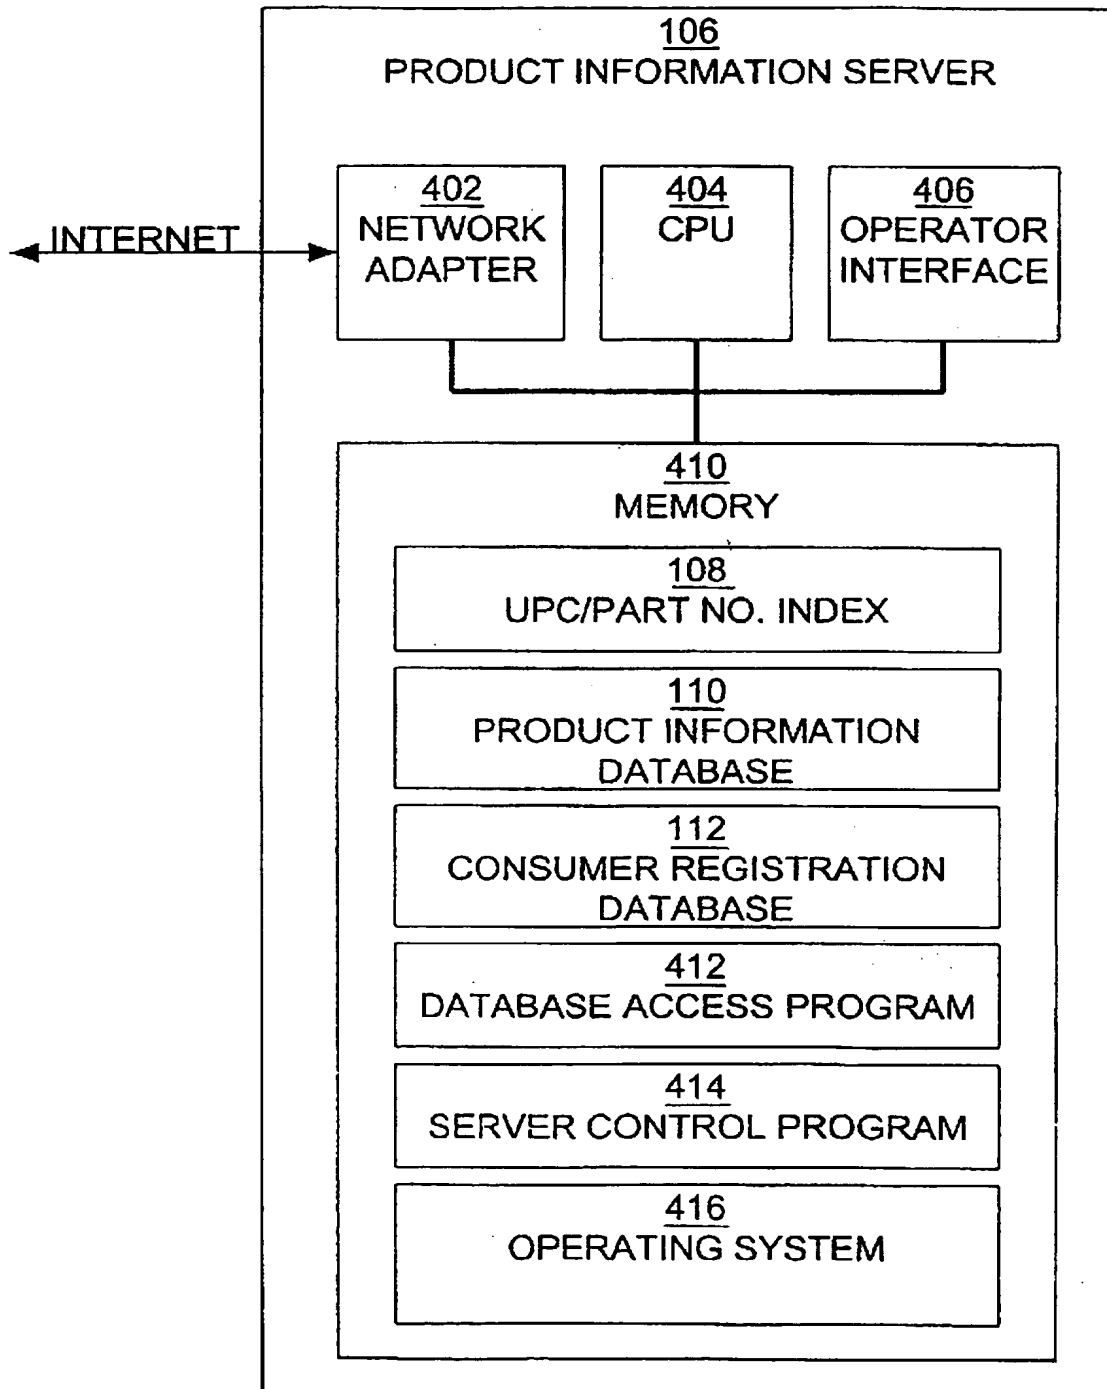 106
PRODUCT INFORMATION SERVER
402
NETWORK
ADAPTER
404
CPU
406
OPERATOR
INTERFACE
INTERNET
410
MEMORY
108
UPC/PART NO. INDEX
110
PRODUCT INFORMATION
DATABASE
112
CONSUMER REGISTRATION
DATABASE
412
DATABASE ACCESS PROGRAM
414
SERVER CONTROL PROGRAM
416
OPERATING SYSTEM